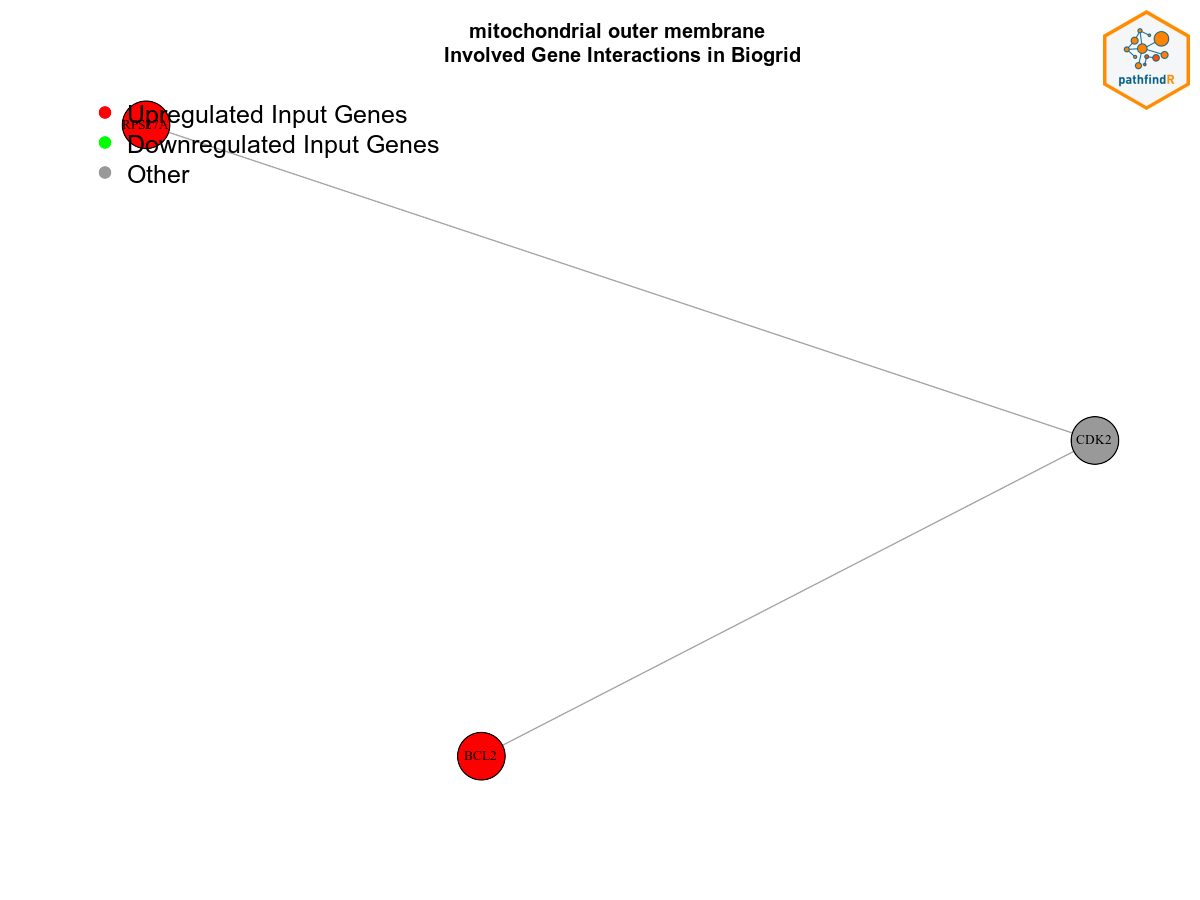 mitochondrial outer membrane
Involved Gene Interactions in Biogrid
pathfindR
Upregulated Input Genes
RPS27A
Downregulated Input Genes
Other
CDK2
BCL2